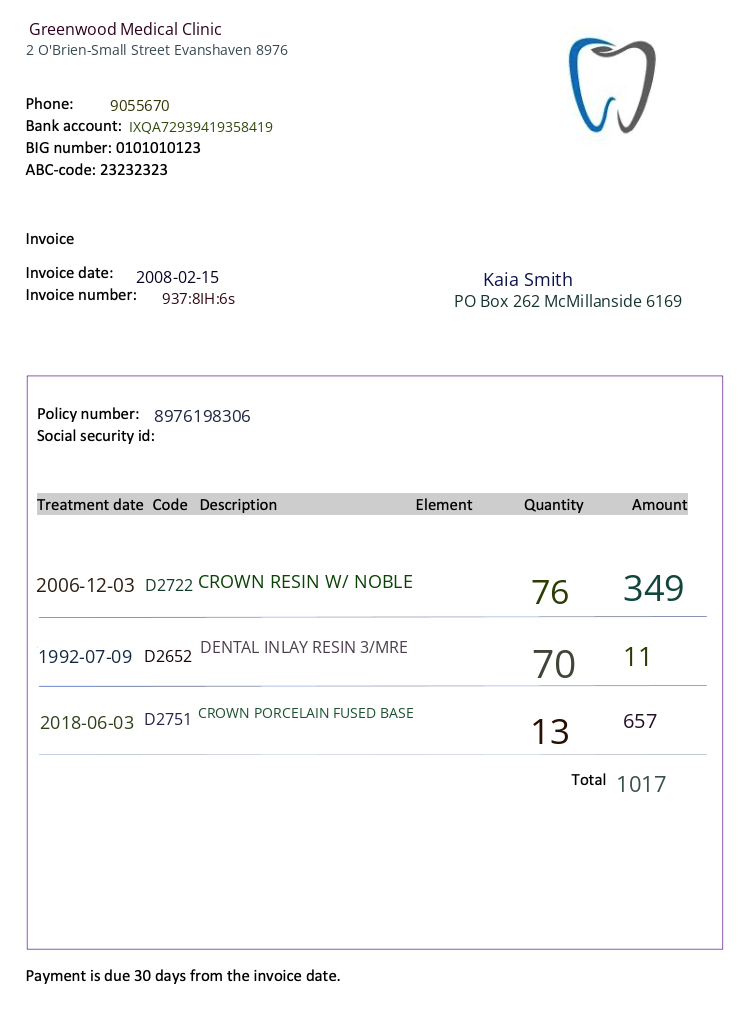 Greenwood Medical Clinic
2 O'Brien-Small Street Evanshaven 8976
Phone: 9055670
Bank account: IXQA72939419358419
BIG number: 0101010123
ABC-code: 23232323
Invoice
Invoice date: 2008-02-15
Invoice number: 937:8IH:6s
Kaia Smith
PO Box 262 McMillanside 6169
Policy number: 8976198306
Social security id:
Treatment date Code Description Element Quantity Amount
2006-12-03 D2722 CROWN RESIN W/ NOBLE 76 349
1992-07-09 D2652 DENTAL INLAY RESIN 3/MRE 70 11
2018-06-03 D2751 CROWN PORCELAIN FUSED BASE 13 657
Total 1017
Payment is due 30 days from the invoice date.